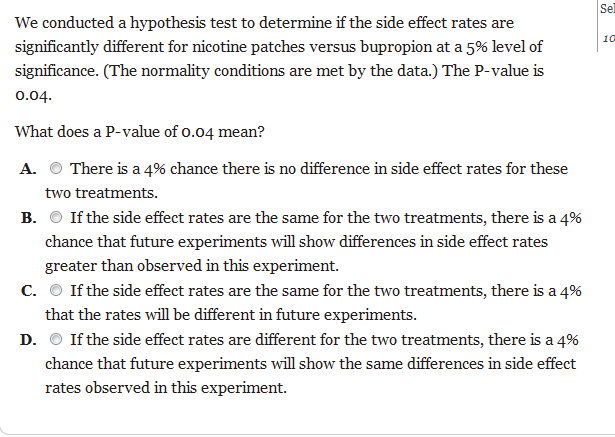 We conducted a hypothesis test to determine if the side effect rates are
significantly different for nicotine patches versus bupropion at a 5% level of
significance. (The normality conditions are met by the data.) The P-value is
0.04.
What does a P-value of 0.04 mean?
A. There is a 4% chance there is no difference in side effect rates for these
two treatments.
B. If the side effect rates are the same for the two treatments, there is a 4%
chance that future experiments will show differences in side effect rates
greater than observed in this experiment.
C. If the side effect rates are the same for the two treatments, there is a 4%
that the rates will be different in future experiments.
D. If the side effect rates are different for the two treatments, there is a 4%
chance that future experiments will show the same differences in side effect
rates observed in this experiment.
10